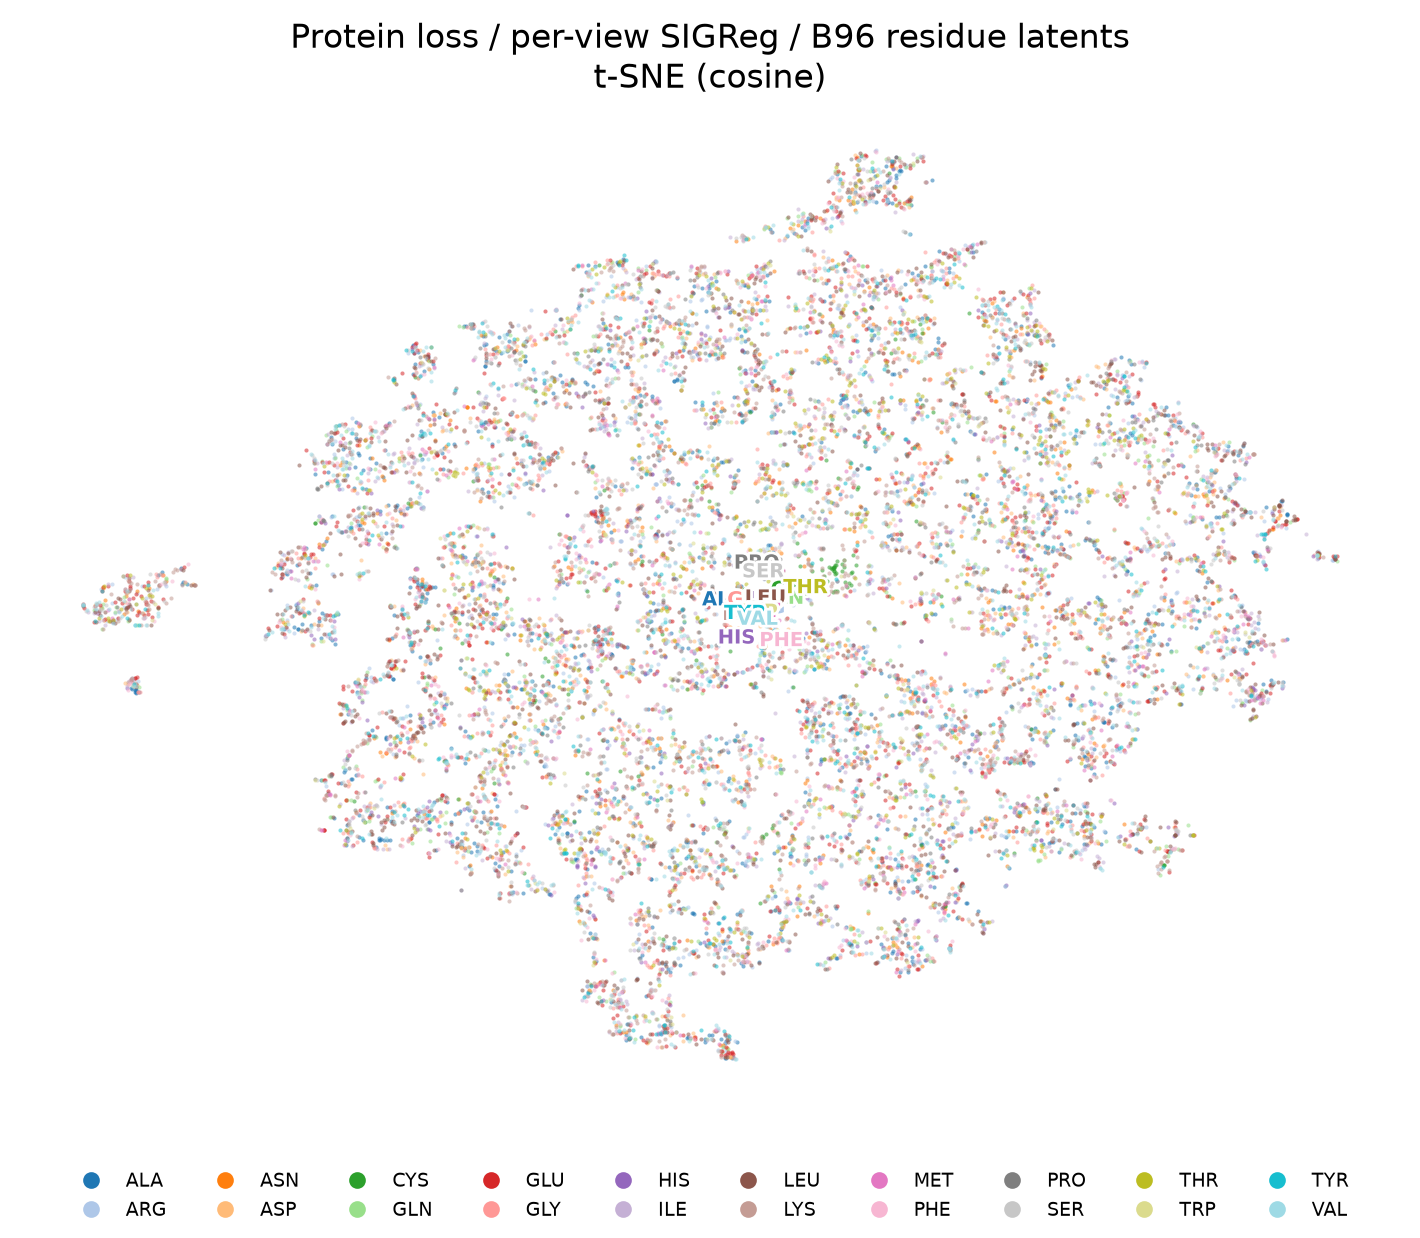 Protein loss / per-view SIGReg / B96 residue latents
t-SNE (cosine)
PRO
SER
THR
LEU
VAL
HIS PHE
ALA ASN CYS GLU HIS LEU MET PRO THR TYR
ARG ASP GLN GLY ILE LYS PHE SER TRP VAL